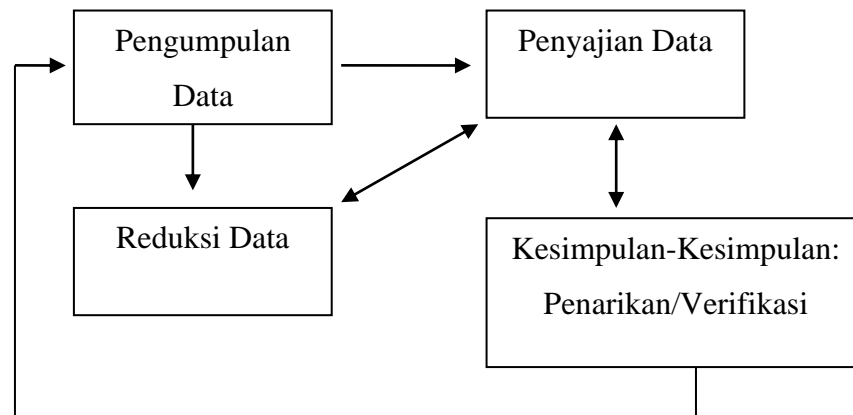 Pengumpulan
Data
Penyajian Data
Reduksi Data
Kesimpulan-Kesimpulan:
Penarikan/Verifikasi